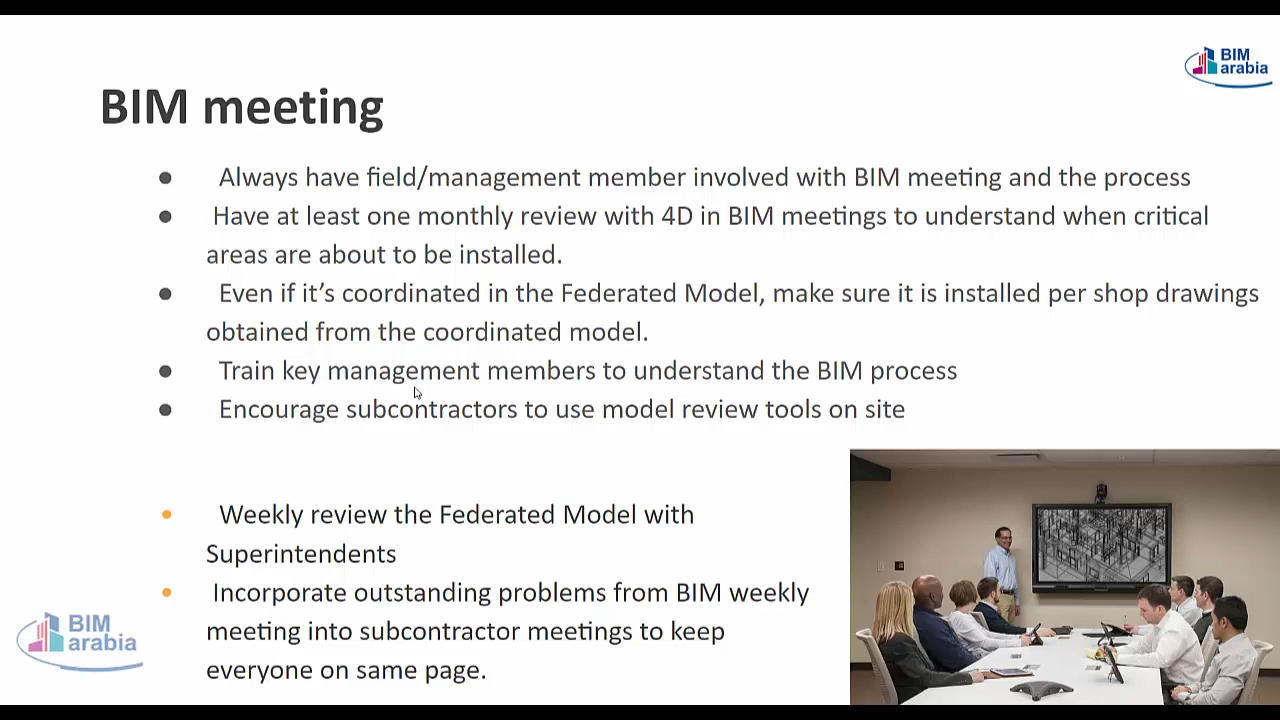 BIM
arabia
BIM meeting
● Always have field/management member involved with BIM meeting and the process
● Have at least one monthly review with 4D in BIM meetings to understand when critical
areas are about to be installed.
● Even if it’s coordinated in the Federated Model, make sure it is installed per shop drawings
obtained from the coordinated model.
● Train key management members to understand the BIM process
● Encourage subcontractors to use model review tools on site
• Weekly review the Federated Model with
Superintendents
• Incorporate outstanding problems from BIM weekly
meeting into subcontractor meetings to keep
everyone on same page.
BIM
arabia